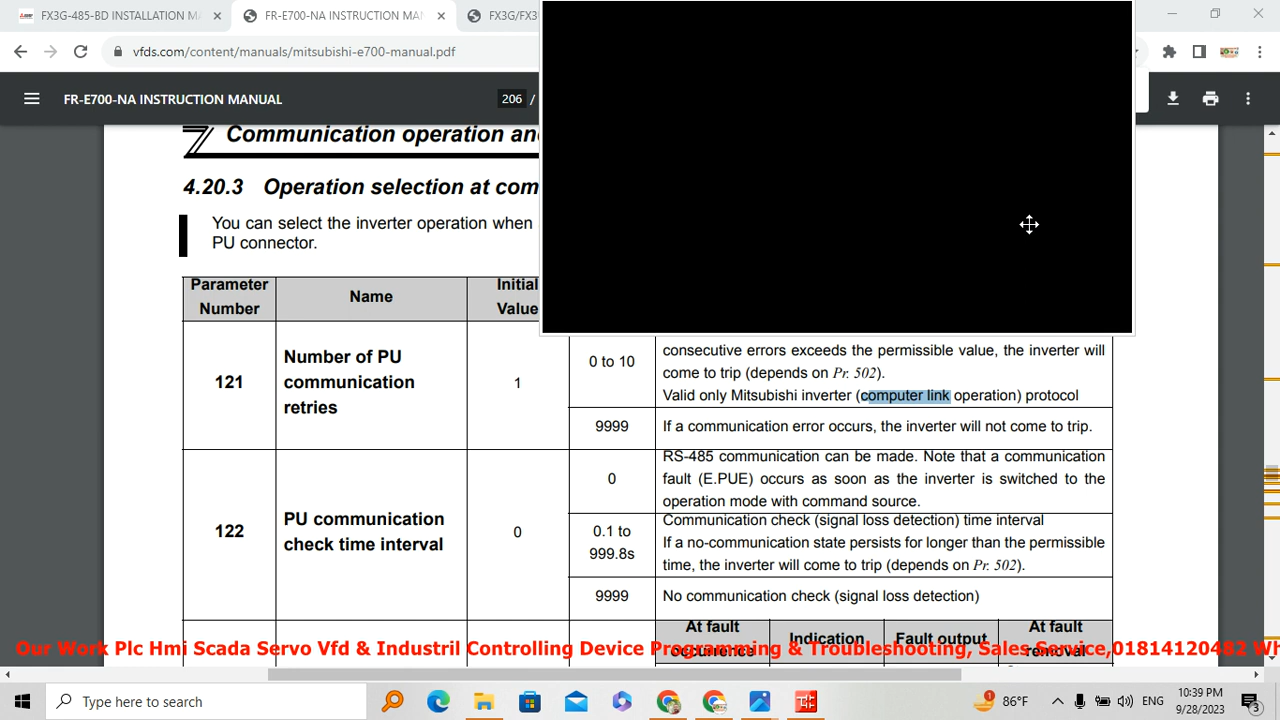 FX3G-485-BD INSTALLATION MA
FR-E700-NA INSTRUCTION MAN
FX3G/FX3
vfds.com/content/manuals/mitsubishi-e700-manual.pdf
FR-E700-NA INSTRUCTION MANUAL
206 /
Communication operation and
4.20.3 Operation selection at com
You can select the inverter operation when
PU connector.
Parameter Number
Name
Initial Value
121
Number of PU communication retries
1
0 to 10
consecutive errors exceeds the permissible value, the inverter will
come to trip (depends on Pr. 502).
Valid only Mitsubishi inverter (computer link operation) protocol
9999
If a communication error occurs, the inverter will not come to trip.
122
PU communication check time interval
0
0
RS-485 communication can be made. Note that a communication
fault (E.PUE) occurs as soon as the inverter is switched to the
operation mode with command source.
0.1 to 999.8s
Communication check (signal loss detection) time interval
If a no-communication state persists for longer than the permissible
time, the inverter will come to trip (depends on Pr. 502).
9999
No communication check (signal loss detection)
At fault occurrence
Indication
Fault output
At fault removal
Our Work Plc Hmi Scada Servo Vfd & Industril Controlling Device Programming & Troubleshooting, Sales Service,01814120482 Wh
Type here to search
1
86°F
ENG
10:39 PM
9/28/2023
3